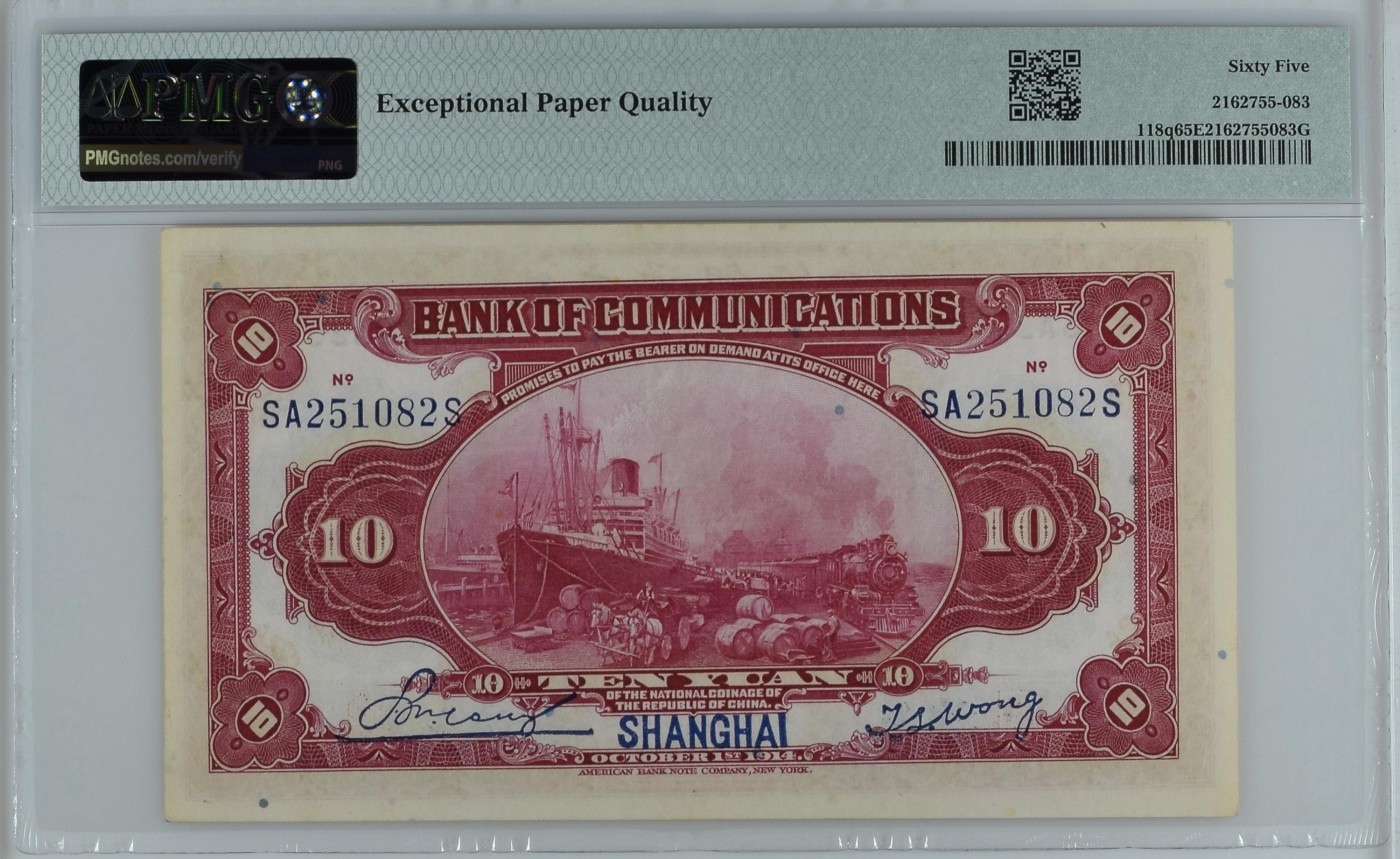 PMG
PMGnotes.com/verify
PNG
Exceptional Paper Quality
Sixty Five
2162755-083
118q65E2162755083G
10
BANK OF COMMUNICATIONS
10
PROMISES TO PAY THE BEARER ON DEMAND AT ITS OFFICE HERE
Nº
SA251082S
Nº
SA251082S
10
10
10 TEN YUAN 10
OF THE NATIONAL COINAGE OF
THE REPUBLIC OF CHINA.
10
SHANGHAI
T.S. Wong
10
OCTOBER 1ST 1914.
AMERICAN BANK NOTE COMPANY, NEW YORK.